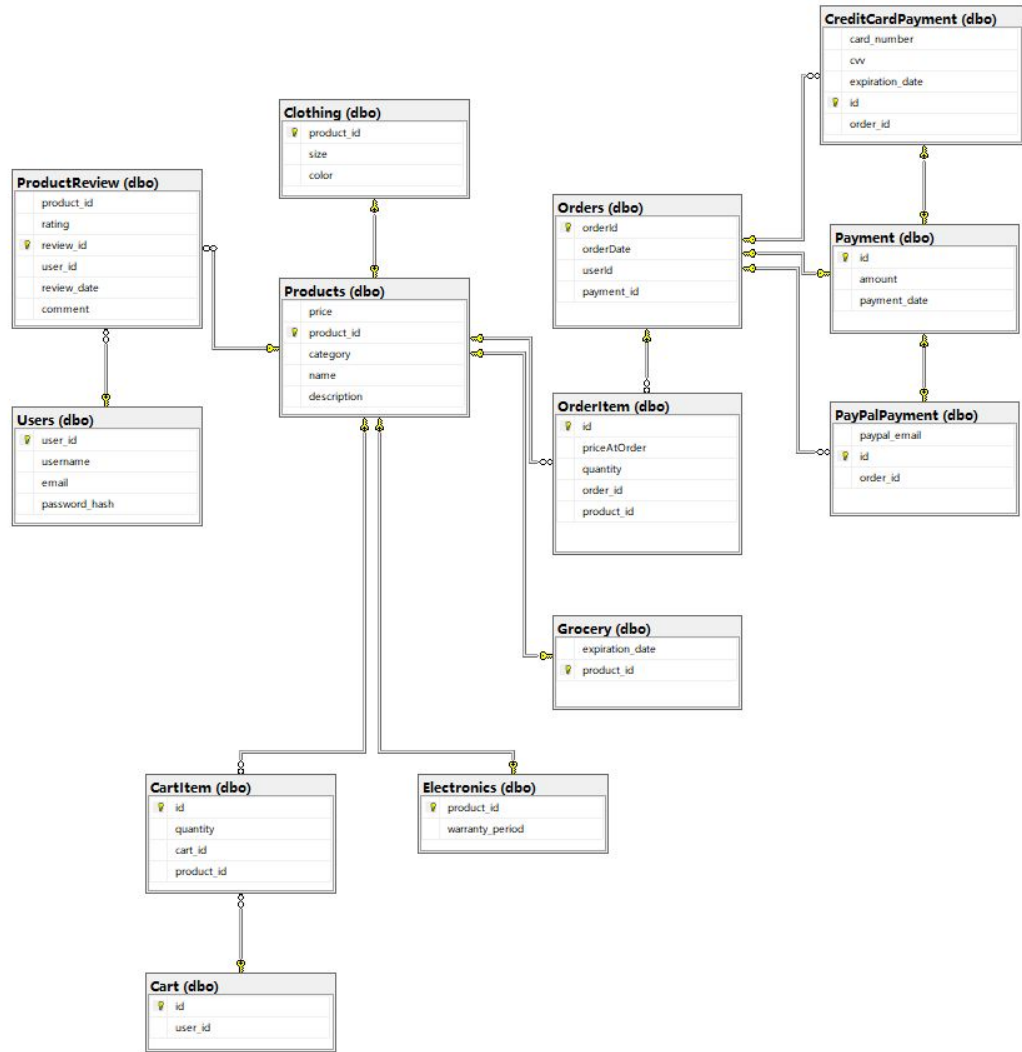 CreditCardPayment (dbo)
card_number
cvv
expiration_date
id
order_id
Clothing (dbo)
product_id
size
color
ProductReview (dbo)
product_id
rating
review_id
user_id
review_date
comment
Orders (dbo)
orderId
orderDate
userId
payment_id
Payment (dbo)
id
amount
payment_date
Products (dbo)
price
product_id
category
name
description
Users (dbo)
user_id
username
email
password_hash
OrderItem (dbo)
id
priceAtOrder
quantity
order_id
product_id
PayPalPayment (dbo)
paypal_email
id
order_id
Grocery (dbo)
expiration_date
product_id
CartItem (dbo)
id
quantity
cart_id
product_id
Electronics (dbo)
product_id
warranty_period
Cart (dbo)
id
user_id